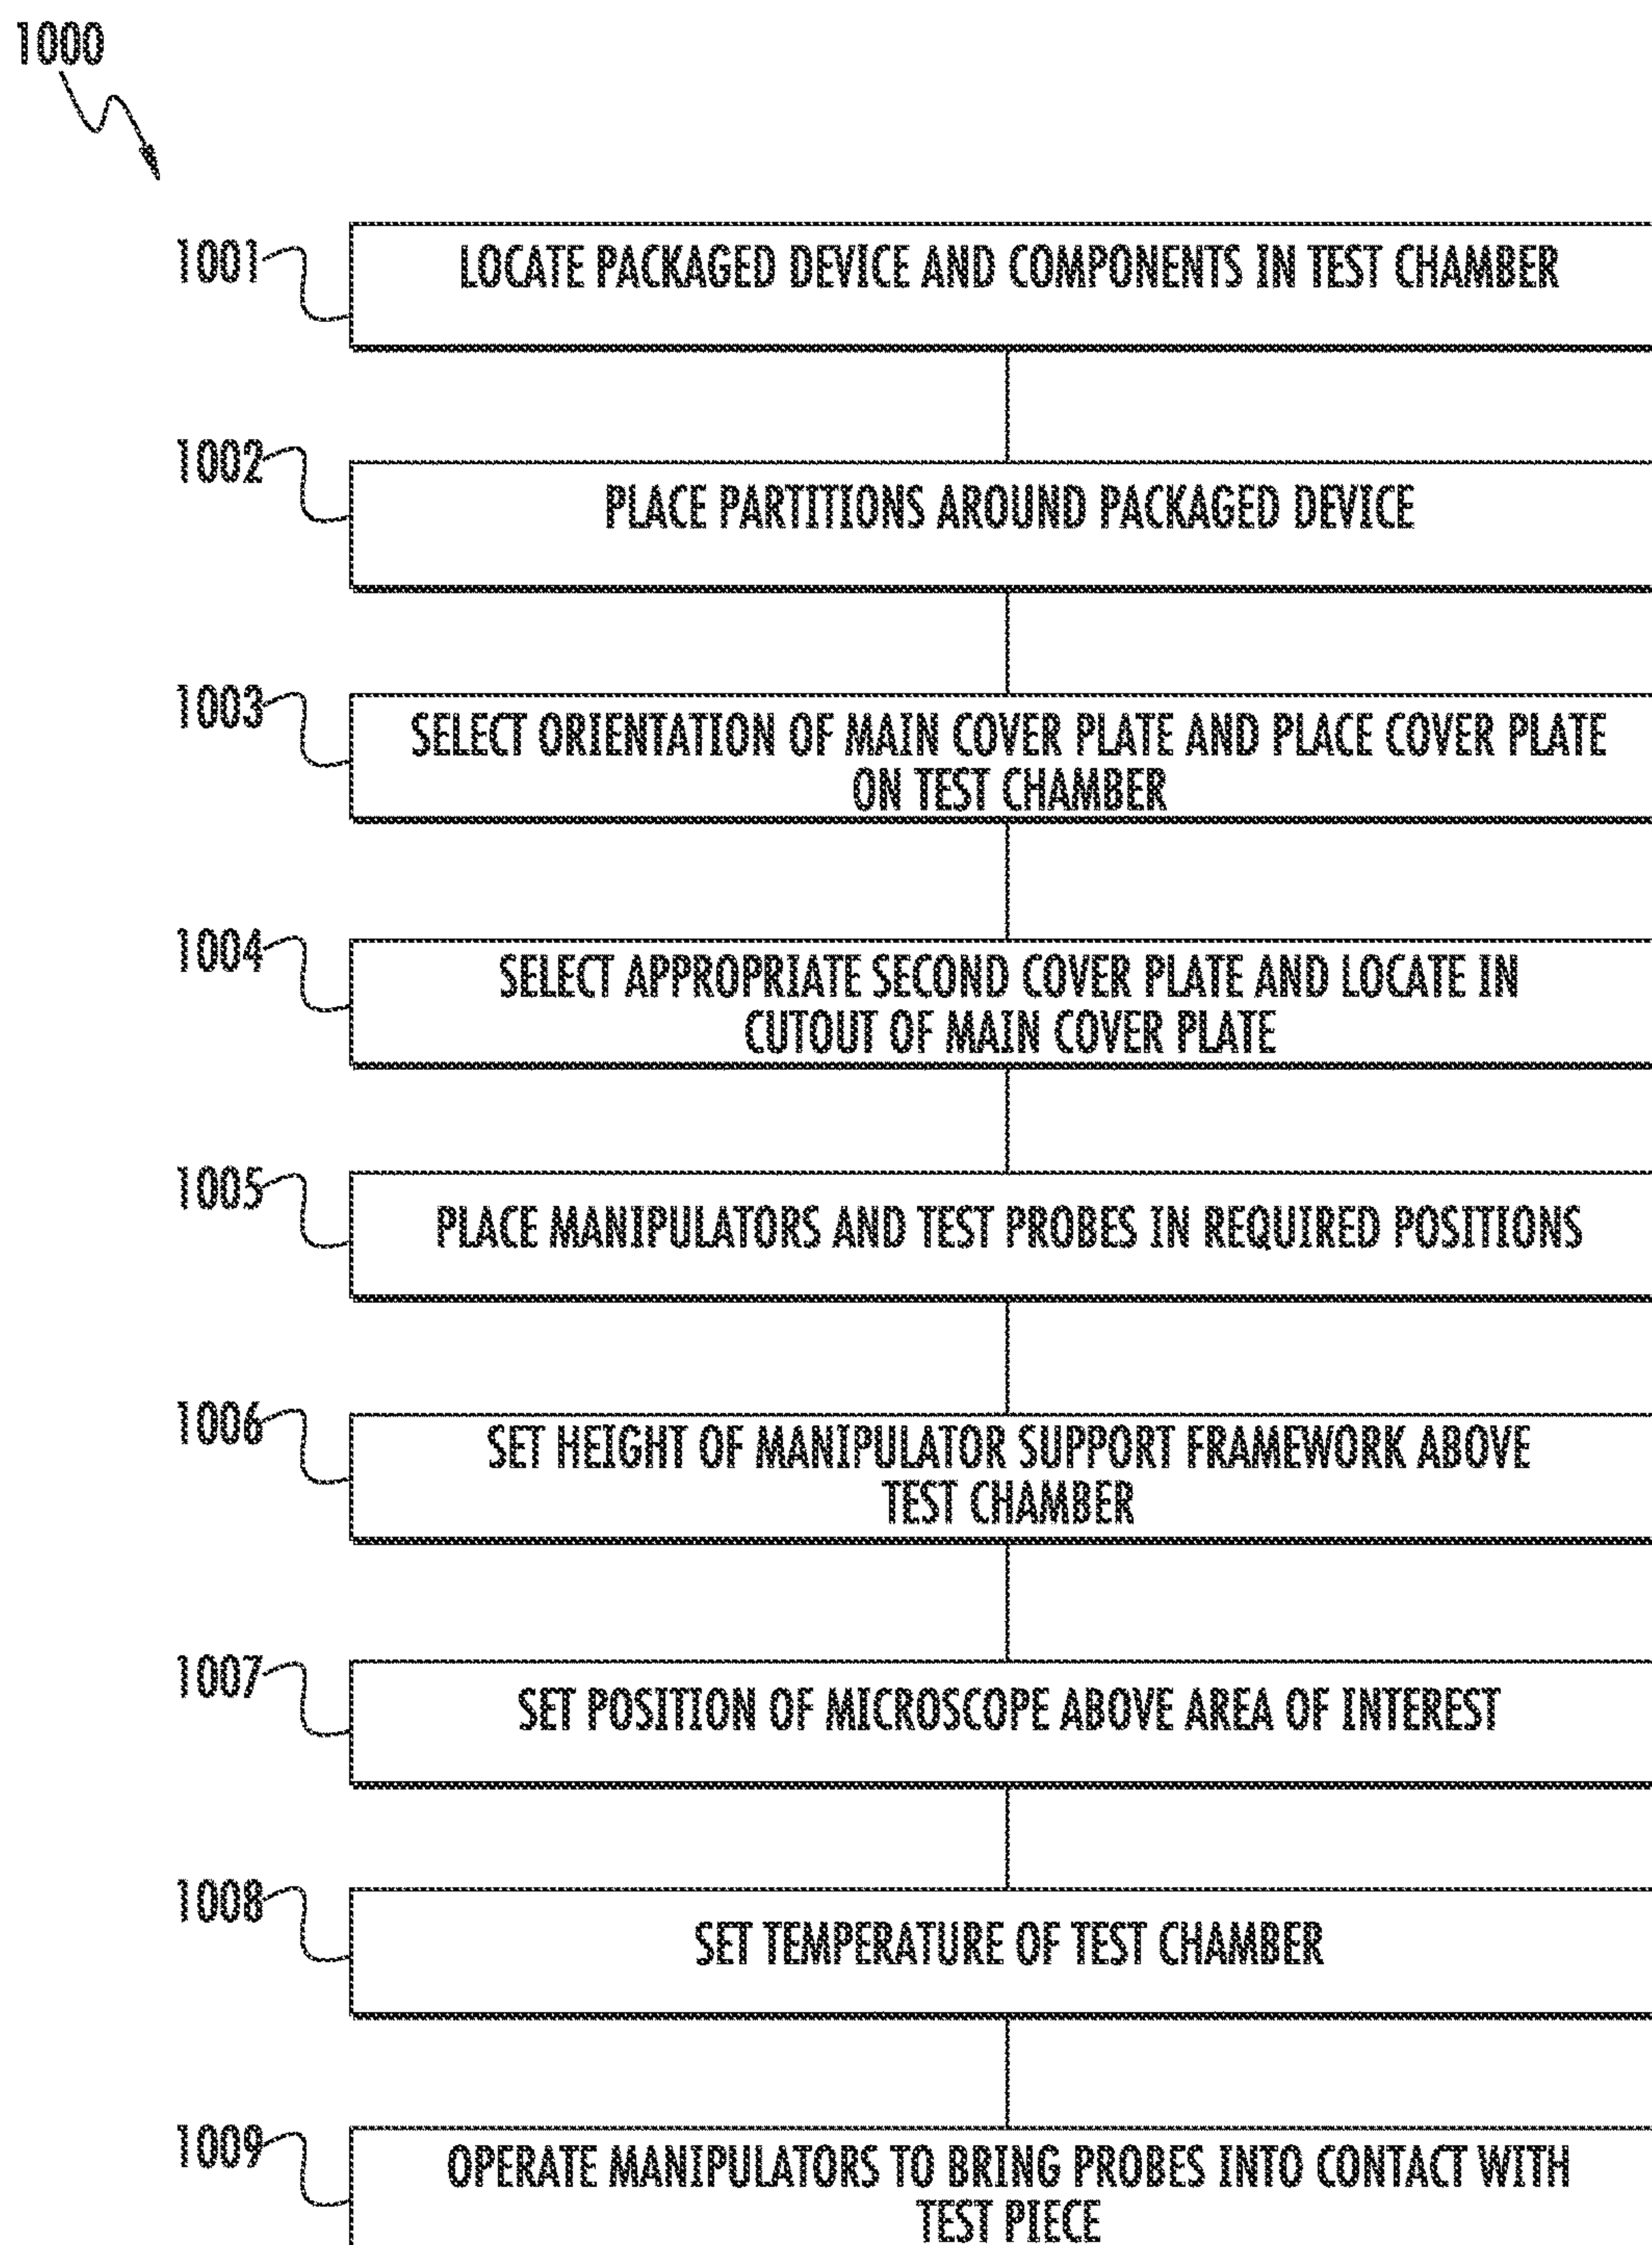 1000
1001
LOCATE PACKAGED DEVICE AND COMPONENTS IN TEST CHAMBER
1002
PLACE PARTITIONS AROUND PACKAGED DEVICE
1003
SELECT ORIENTATION OF MAIN COVER PLATE AND PLACE COVER PLATE
ON TEST CHAMBER
1004
SELECT APPROPRIATE SECOND COVER PLATE AND LOCATE IN
CUTOUT OF MAIN COVER PLATE
1005
PLACE MANIPULATORS AND TEST PROBES IN REQUIRED POSITIONS
1006
SET HEIGHT OF MANIPULATOR SUPPORT FRAMEWORK ABOVE
TEST CHAMBER
1007
SET POSITION OF MICROSCOPE ABOVE AREA OF INTEREST
1008
SET TEMPERATURE OF TEST CHAMBER
1009
OPERATE MANIPULATORS TO BRING PROBES INTO CONTACT WITH
TEST PIECE